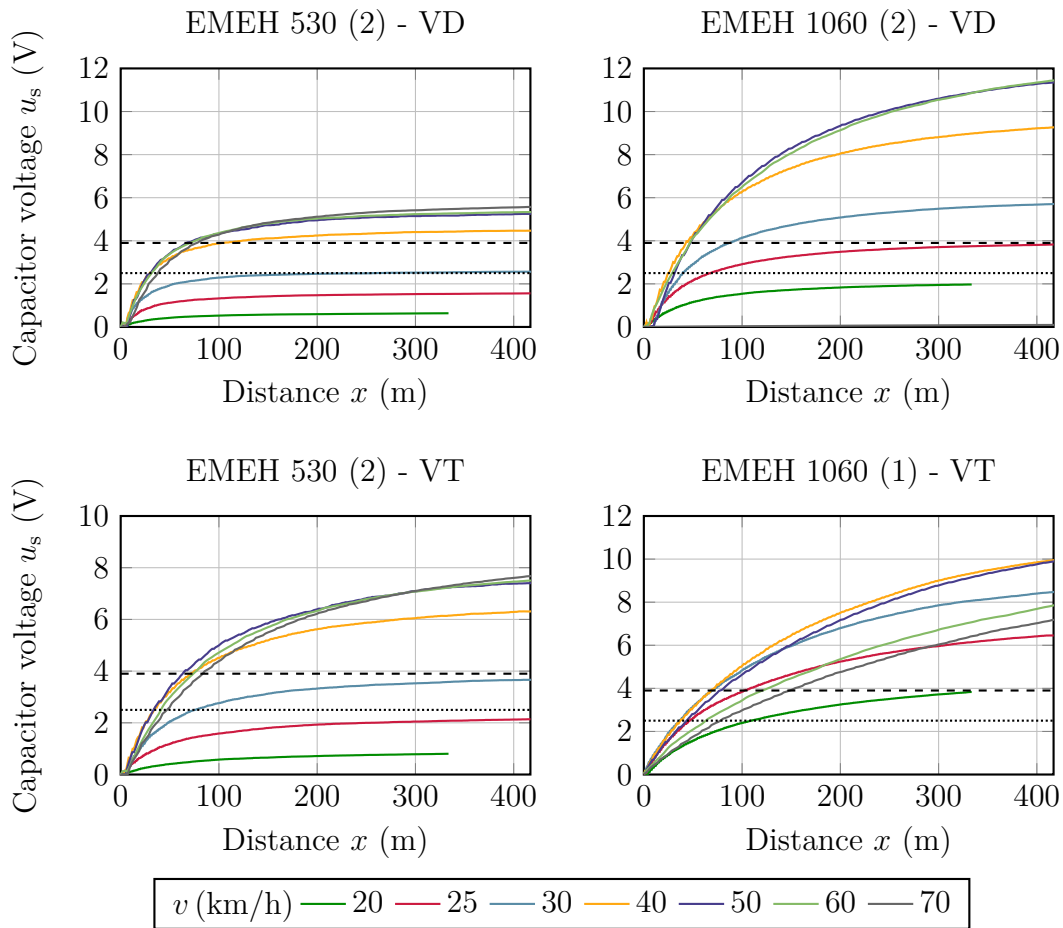 EMEH 530 (2) - VD
EMEH 1060 (2) - VD
Capacitor voltage u_s (V)
12
10
8
6
4
2
0
0 100 200 300 400
Distance x (m)
12
10
8
6
4
2
0
0 100 200 300 400
Distance x (m)
EMEH 530 (2) - VT
EMEH 1060 (1) - VT
Capacitor voltage u_s (V)
10
8
6
4
2
0
0 100 200 300 400
Distance x (m)
12
10
8
6
4
2
0
0 100 200 300 400
Distance x (m)
v (km/h) 20 25 30 40 50 60 70